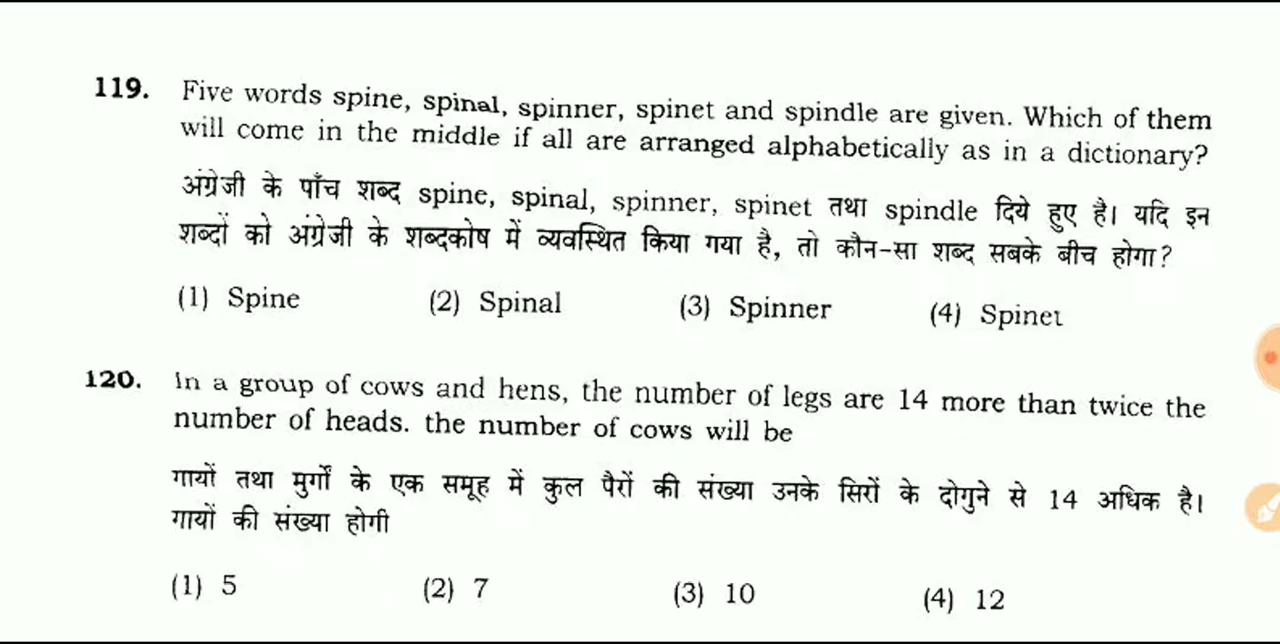 119. Five words spine, spinal, spinner, spinet and spindle are given. Which of them
will come in the middle if all are arranged alphabetically as in a dictionary?
अंग्रेजी के पाँच शब्द spine, spinal, spinner, spinet तथा spindle दिये हुए है। यदि इन
शब्दों को अंग्रेजी के शब्दकोष में व्यवस्थित किया गया है, तो कौन-सा शब्द सबके बीच होगा?
(1) Spine (2) Spinal (3) Spinner (4) Spinet
120. In a group of cows and hens, the number of legs are 14 more than twice the
number of heads. the number of cows will be
गायों तथा मुर्गों के एक समूह में कुल पैरों की संख्या उनके सिरों के दोगुने से 14 अधिक है।
गायों की संख्या होगी
(1) 5 (2) 7 (3) 10 (4) 12